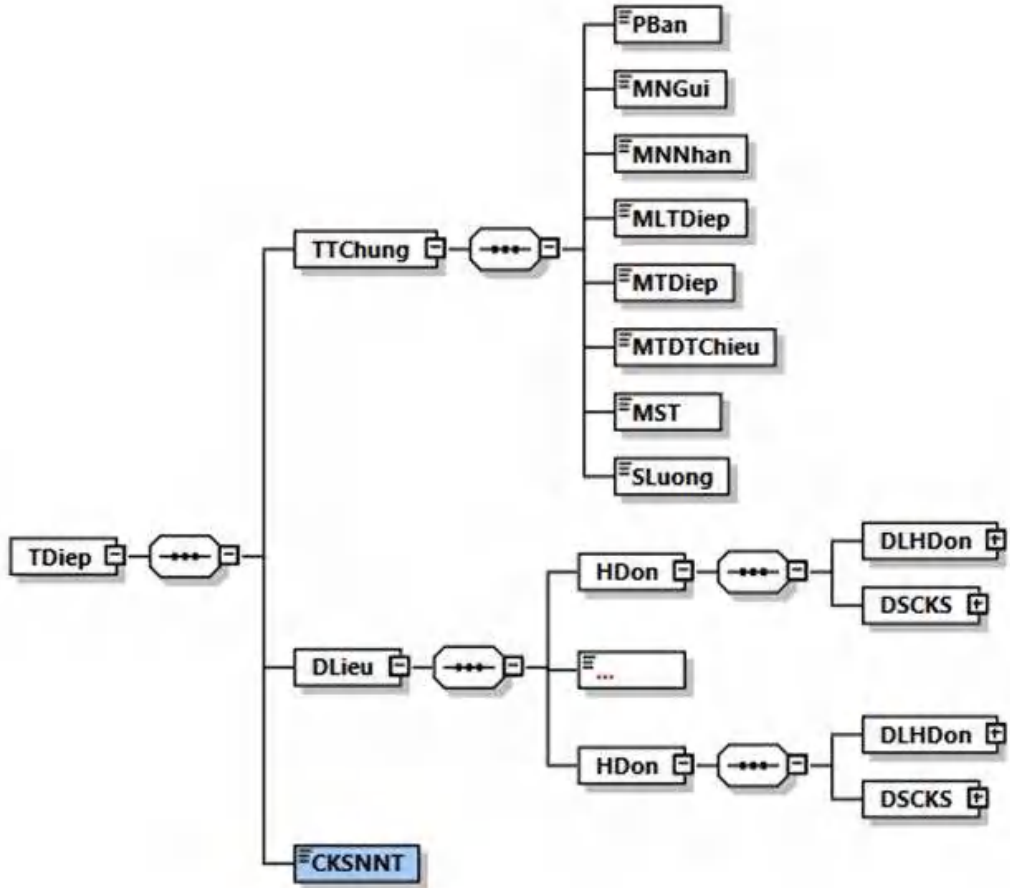 PBan
MNGui
MNNhan
MLTDiep
TTChung
MTDiep
MTDTChieu
MST
SLuong
TDiep
HDon
DLHDon
DSCKS
DLieu
...
HDon
DLHDon
DSCKS
CKSNNT